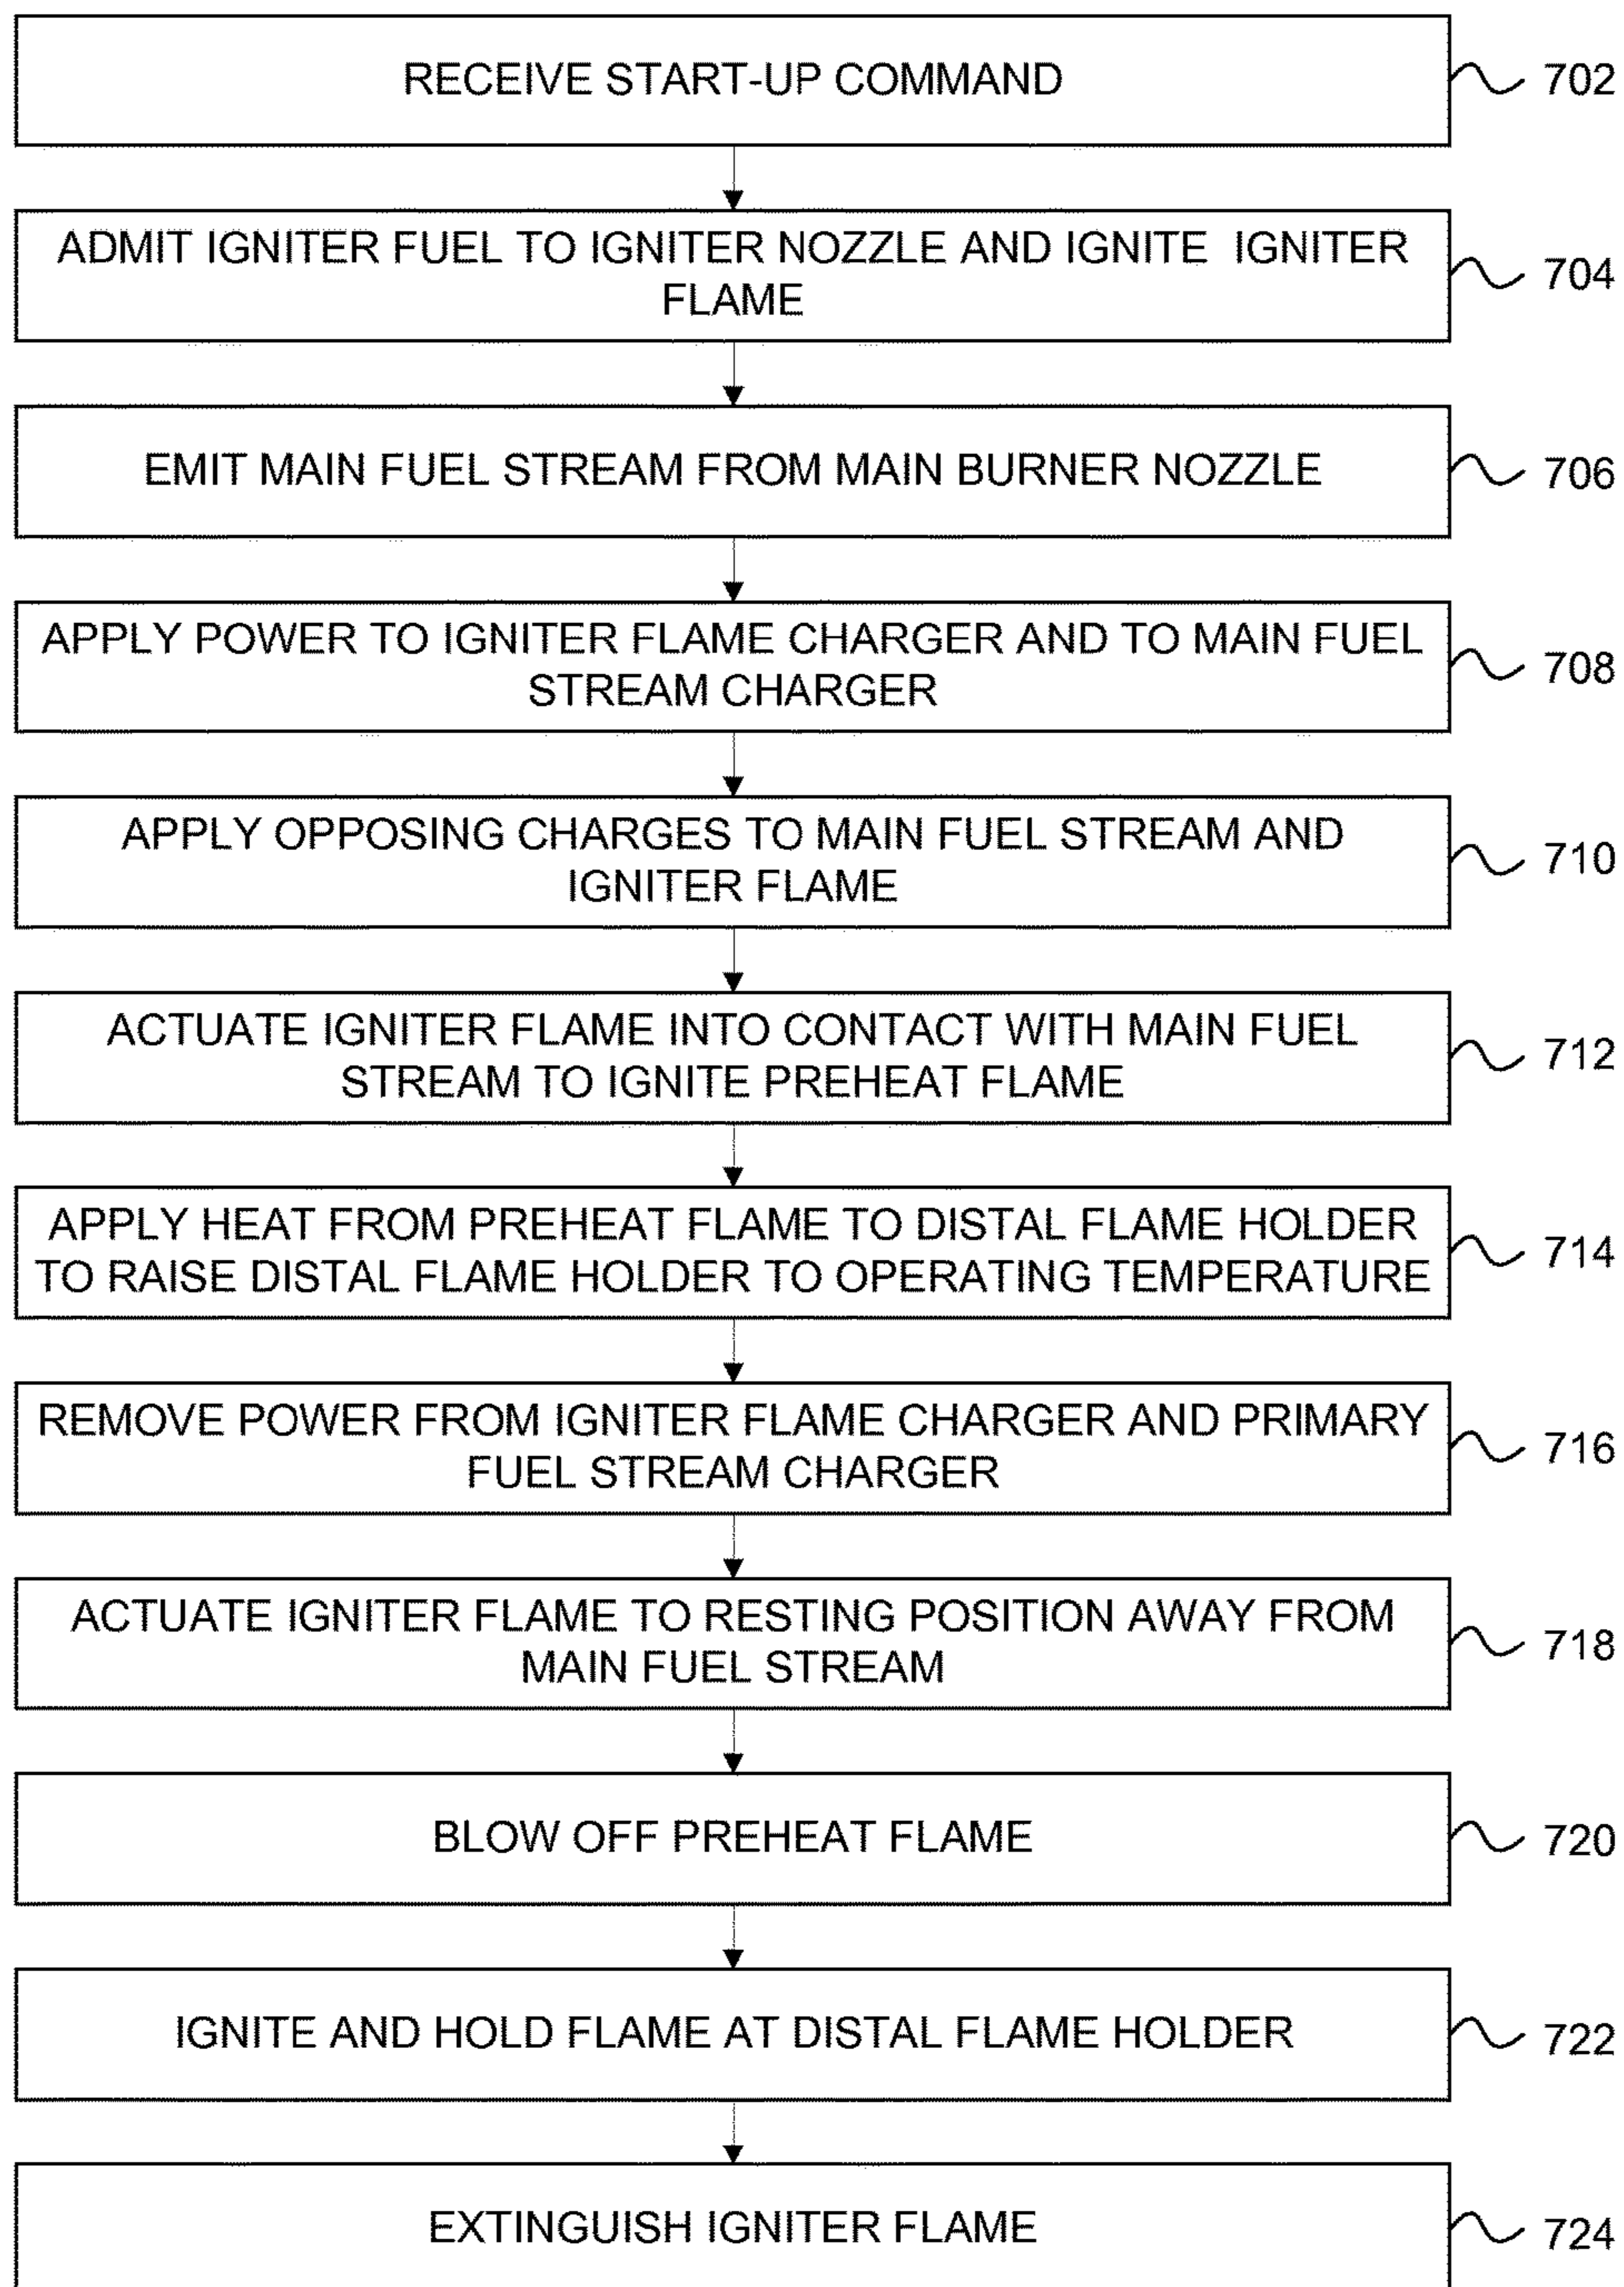 RECEIVE START-UP COMMAND
702
ADMIT IGNITER FUEL TO IGNITER NOZZLE AND IGNITE IGNITER
FLAME
704
EMIT MAIN FUEL STREAM FROM MAIN BURNER NOZZLE
706
APPLY POWER TO IGNITER FLAME CHARGER AND TO MAIN FUEL
STREAM CHARGER
708
APPLY OPPOSING CHARGES TO MAIN FUEL STREAM AND
IGNITER FLAME
710
ACTUATE IGNITER FLAME INTO CONTACT WITH MAIN FUEL
STREAM TO IGNITE PREHEAT FLAME
712
APPLY HEAT FROM PREHEAT FLAME TO DISTAL FLAME HOLDER
TO RAISE DISTAL FLAME HOLDER TO OPERATING TEMPERATURE
714
REMOVE POWER FROM IGNITER FLAME CHARGER AND PRIMARY
FUEL STREAM CHARGER
716
ACTUATE IGNITER FLAME TO RESTING POSITION AWAY FROM
MAIN FUEL STREAM
718
BLOW OFF PREHEAT FLAME
720
IGNITE AND HOLD FLAME AT DISTAL FLAME HOLDER
722
EXTINGUISH IGNITER FLAME
724